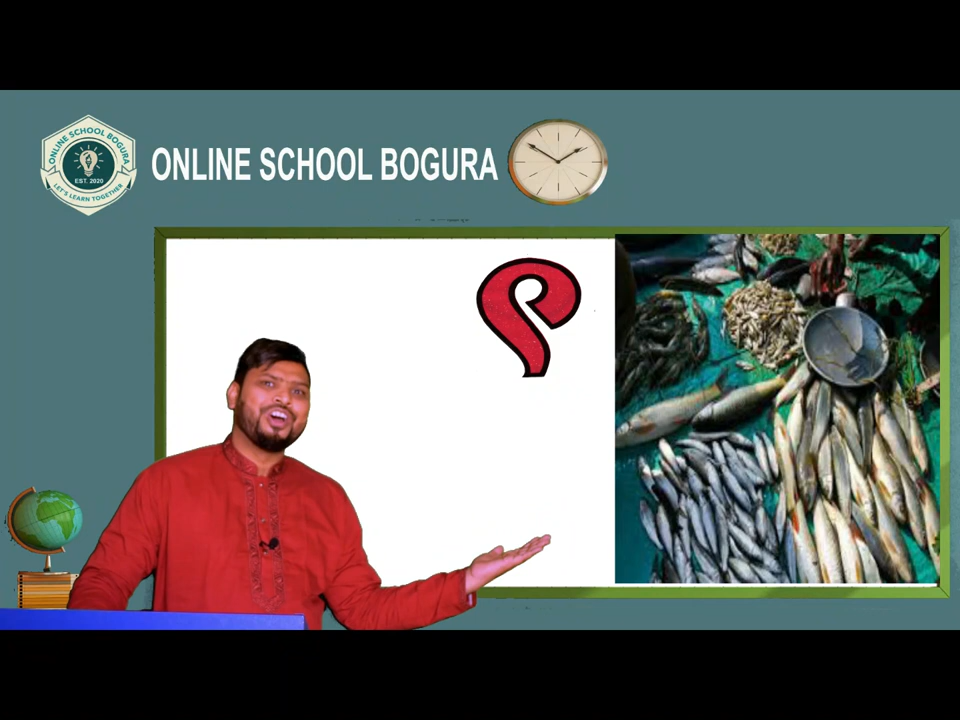 ONLINE SCHOOL BOGURA
EST. 2020
LET'S LEARN TOGETHER
ONLINE SCHOOL BOGURA
ৎ